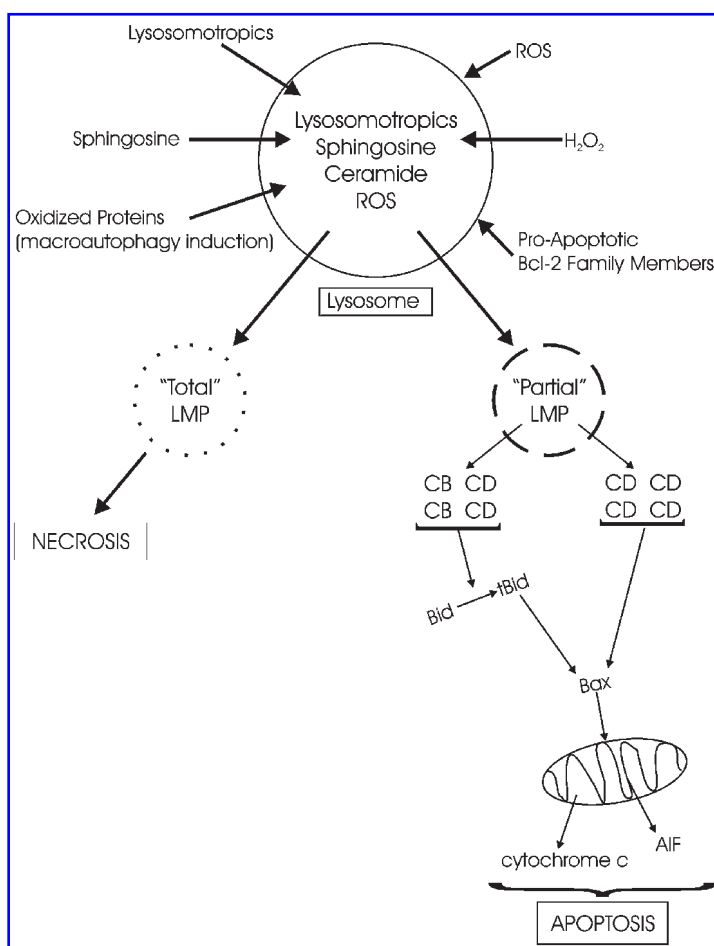 Lysosomotropics
ROS
Sphingosine
H₂O₂
Oxidized Proteins
(macroautophagy induction)
Lysosomotropics
Sphingosine
Ceramide
ROS
Pro-Apoptotic
Bcl-2 Family Members
Lysosome
"Total"
LMP
"Partial"
LMP
NECROSIS
CB CD
CB CD
CD CD
CD CD
Bid
tBid
Bax
cytochrome c
AIF
APOPTOSIS